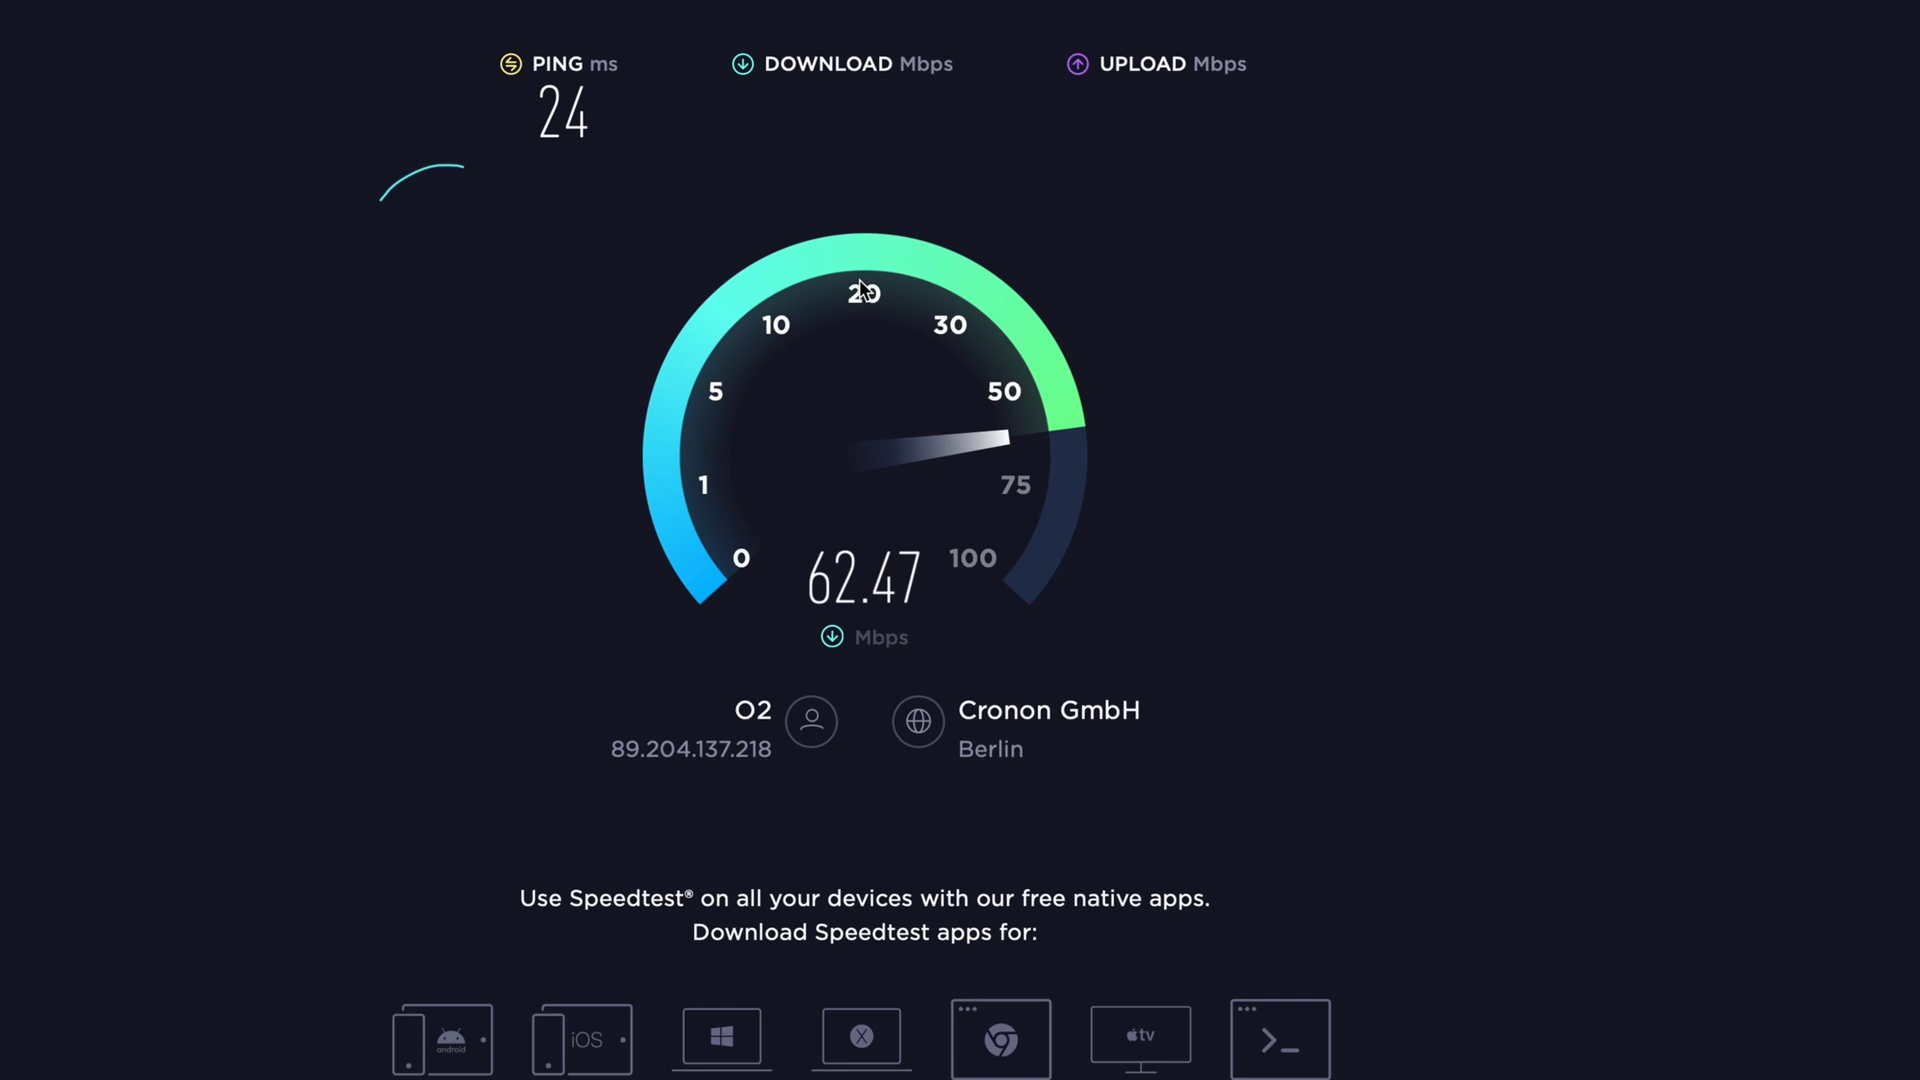 PING ms
24
DOWNLOAD Mbps
UPLOAD Mbps
0
1
5
10
20
30
50
75
100
62.47
Mbps
O2
89.204.137.218
Cronon GmbH
Berlin
Use Speedtest® on all your devices with our free native apps.
Download Speedtest apps for:
android
iOS
X
tv
>_